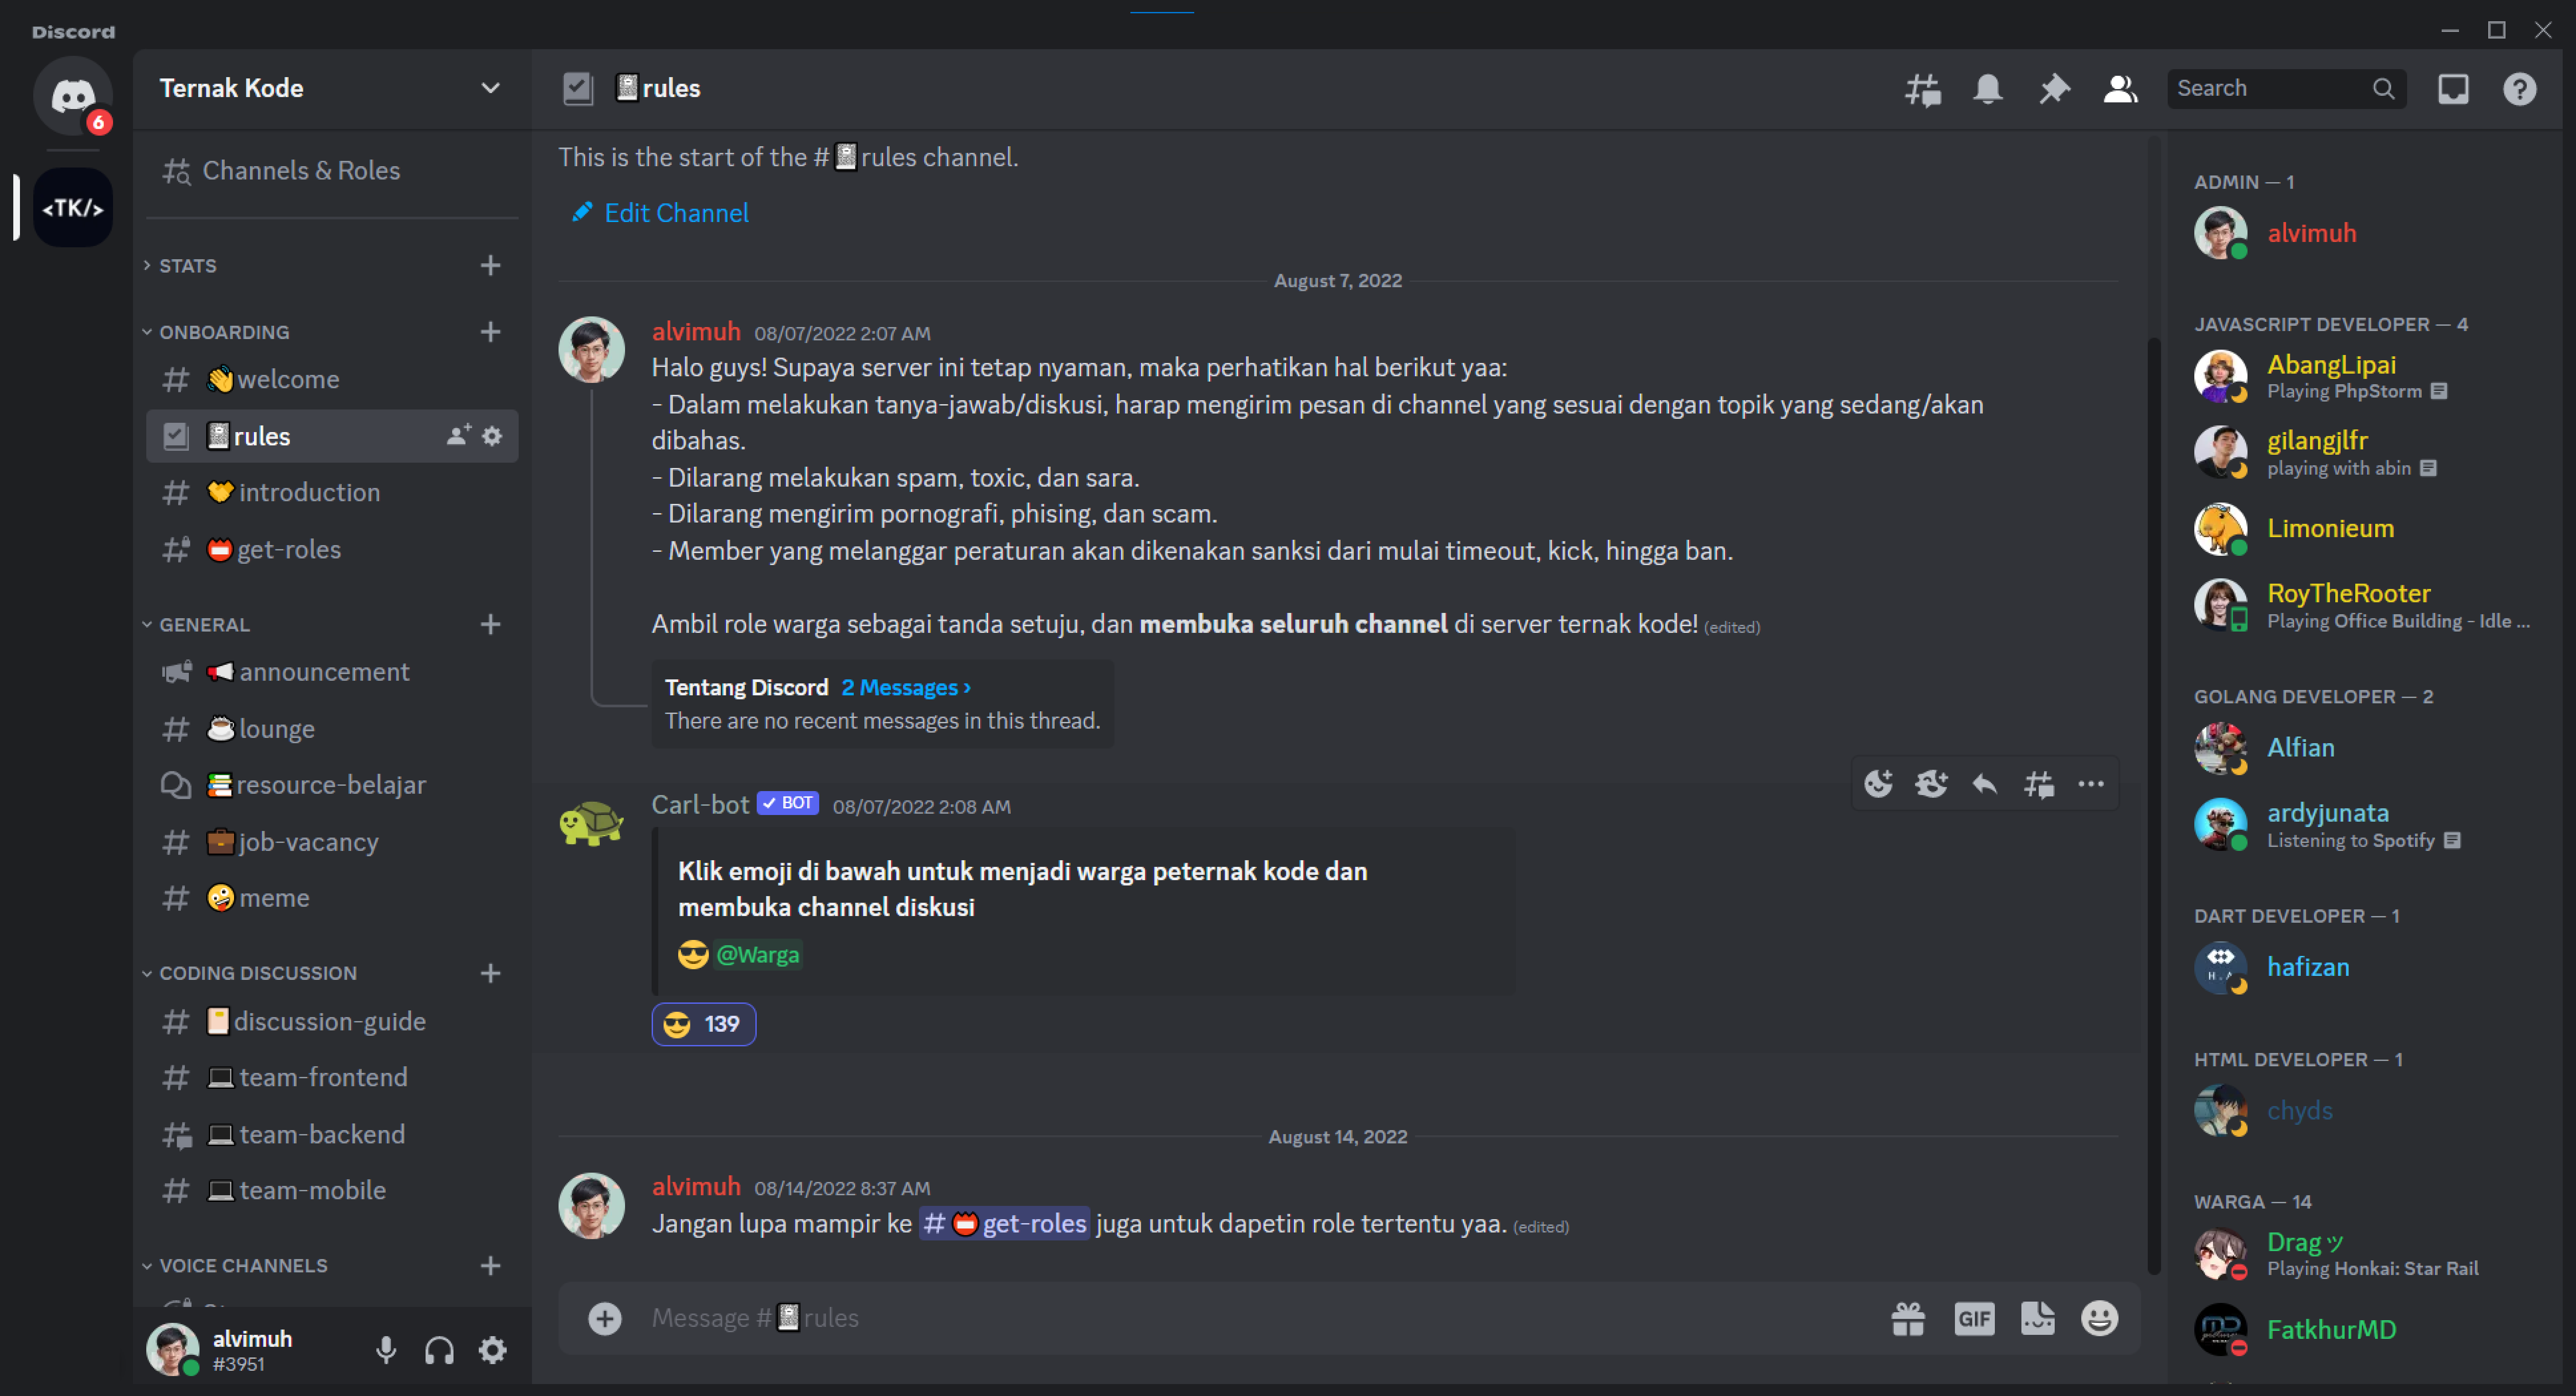 Discord
6
<TK/>
Ternak Kode
Channels & Roles
STATS
ONBOARDING
welcome
rules
introduction
get-roles
GENERAL
announcement
lounge
resource-belajar
job-vacancy
meme
CODING DISCUSSION
discussion-guide
team-frontend
team-backend
team-mobile
VOICE CHANNELS
alvimuh
#3951
rules
Search
This is the start of the #rules channel.
Edit Channel
August 7, 2022
alvimuh 08/07/2022 2:07 AM
Halo guys! Supaya server ini tetap nyaman, maka perhatikan hal berikut yaa:
- Dalam melakukan tanya-jawab/diskusi, harap mengirim pesan di channel yang sesuai dengan topik yang sedang/akan
dibahas.
- Dilarang melakukan spam, toxic, dan sara.
- Dilarang mengirim pornografi, phising, dan scam.
- Member yang melanggar peraturan akan dikenakan sanksi dari mulai timeout, kick, hingga ban.
Ambil role warga sebagai tanda setuju, dan membuka seluruh channel di server ternak kode! (edited)
Tentang Discord 2 Messages ›
There are no recent messages in this thread.
Carl-bot ✓ BOT 08/07/2022 2:08 AM
Klik emoji di bawah untuk menjadi warga peternak kode dan
membuka channel diskusi
😎 @Warga
😎 139
August 14, 2022
alvimuh 08/14/2022 8:37 AM
Jangan lupa mampir ke # get-roles juga untuk dapetin role tertentu yaa. (edited)
Message #rules
GIF
ADMIN — 1
alvimuh
JAVASCRIPT DEVELOPER — 4
AbangLipai
Playing PhpStorm
gilangjlfr
playing with abin
Limonieum
RoyTheRooter
Playing Office Building - Idle ...
GOLANG DEVELOPER — 2
Alfian
ardyjunata
Listening to Spotify
DART DEVELOPER — 1
hafizan
HTML DEVELOPER — 1
chyds
WARGA — 14
Drag ツ
Playing Honkai: Star Rail
FatkhurMD